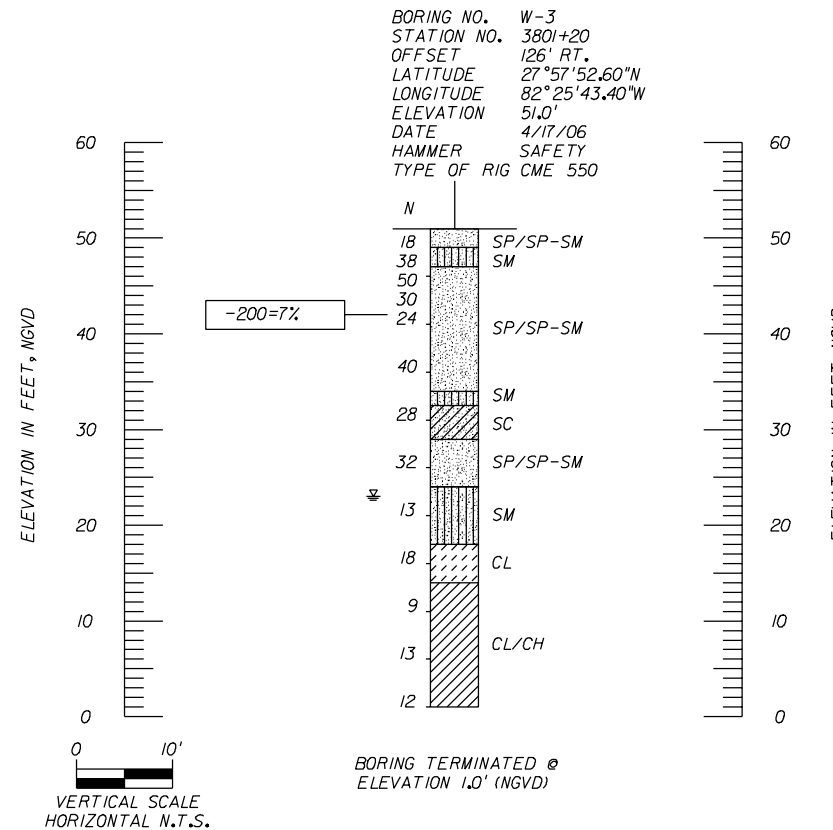 BORING NO. W-3
STATION NO. 3801+20
OFFSET 126' RT.
LATITUDE 27°57'52.60"N
LONGITUDE 82°25'43.40"W
ELEVATION 51.0'
DATE 4/17/06
HAMMER SAFETY
TYPE OF RIG CME 550
60
60
N
50
18 SP/SP-SM
50
38 SM
50
30
-200=7%
24
SP/SP-SM
40
40
40
SM
28 SC
30
30
32 SP/SP-SM
13 SM
20
20
18 CL
9
10
10
CL/CH
13
12
0
0
ELEVATION IN FEET, NGVD
0 10'
VERTICAL SCALE
HORIZONTAL N.T.S.
BORING TERMINATED @
ELEVATION 1.0' (NGVD)